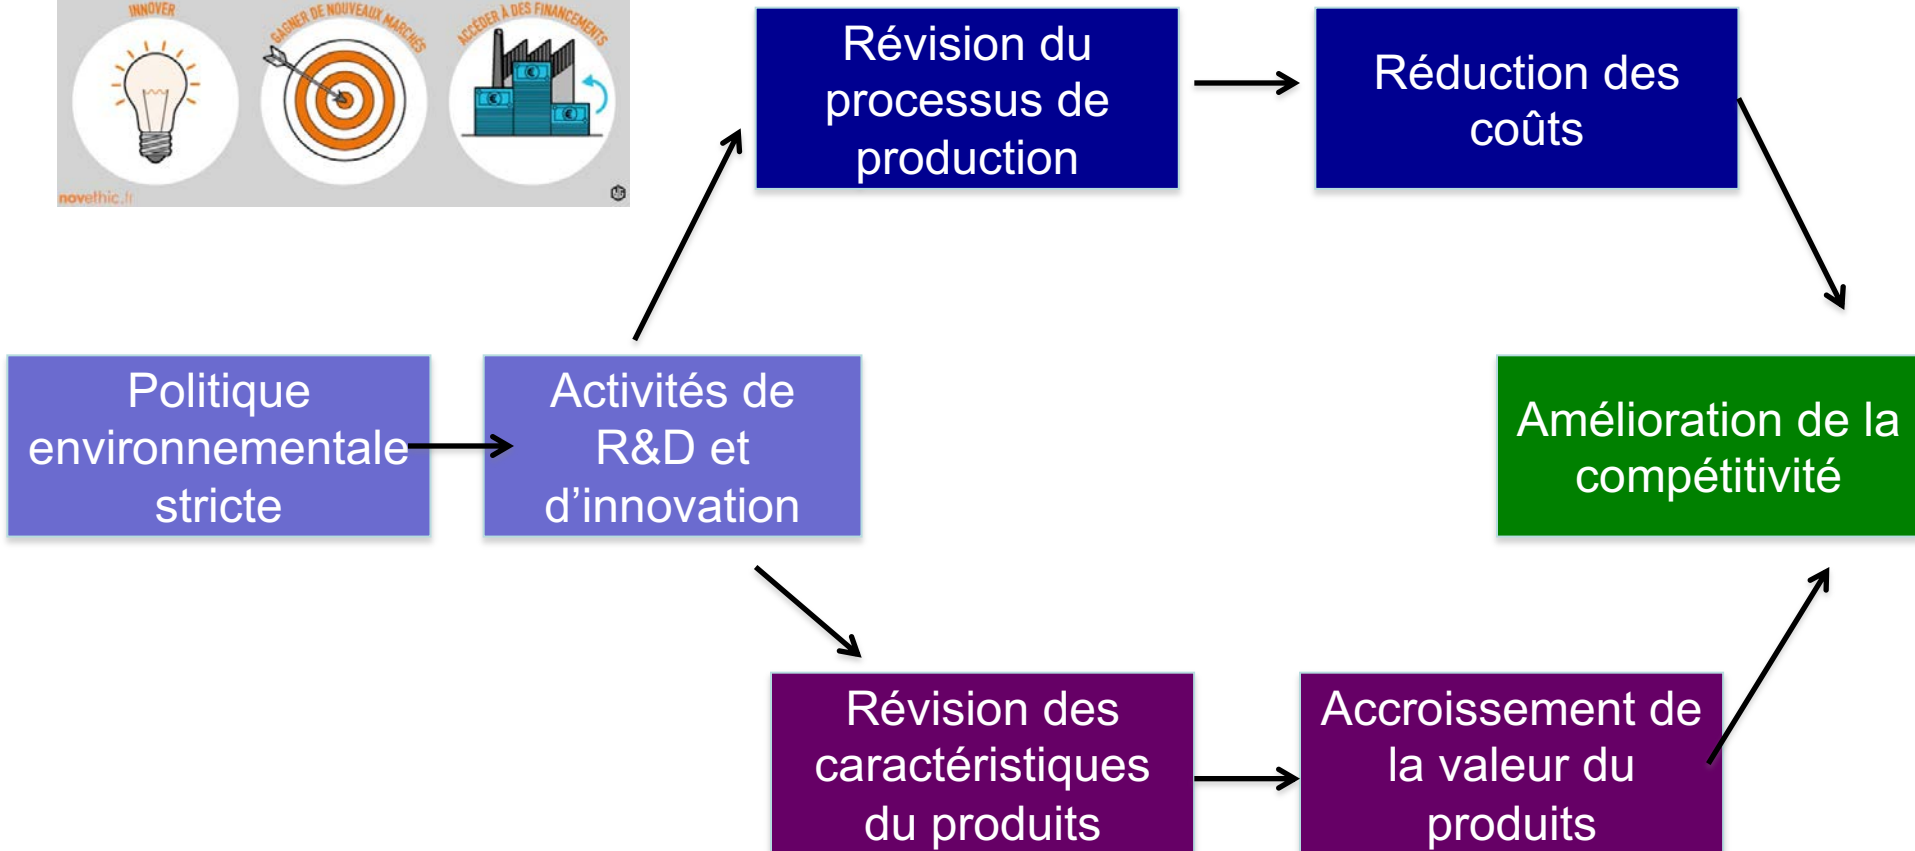 INNOVER
GAGNER DE NOUVEAUX MARCHÉS
ACCÉDER À DES FINANCEMENTS
novethic.fr
Révision du
processus de
production
Réduction des
coûts
Politique
environnementale
stricte
Activités de
R&D et
d’innovation
Amélioration de la
compétitivité
Révision des
caractéristiques
du produits
Accroissement de
la valeur du
produits